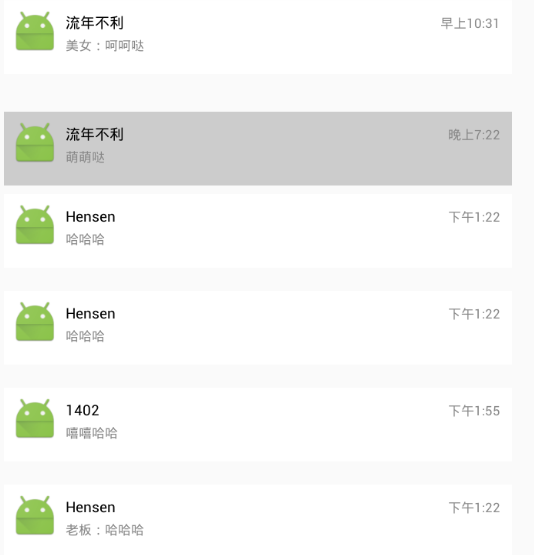 流年不利 早上10:31
美女：呵呵哒
流年不利 晚上7:22
萌萌哒
Hensen 下午1:22
哈哈哈
Hensen 下午1:22
哈哈哈
1402 下午1:55
嘻嘻哈哈
Hensen 下午1:22
老板：哈哈哈